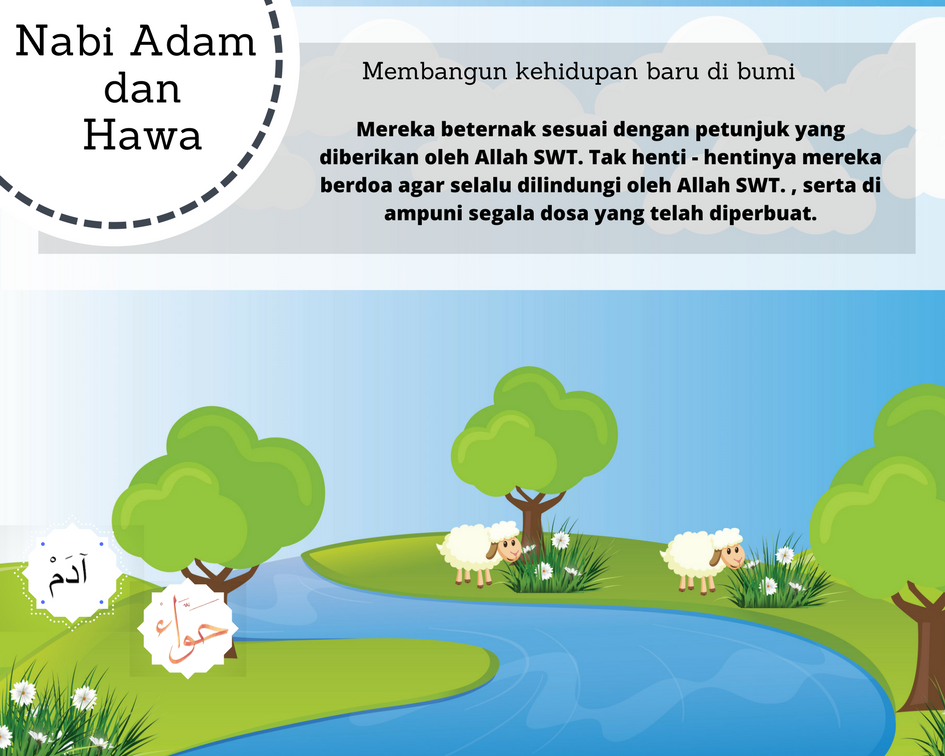 Nabi Adam
dan
Hawa
Membangun kehidupan baru di bumi
Mereka beternak sesuai dengan petunjuk yang
diberikan oleh Allah SWT. Tak henti - hentinya mereka
berdoa agar selalu dilindungi oleh Allah SWT. , serta di
ampuni segala dosa yang telah diperbuat.
آدَمْ
حَوَّاءُ